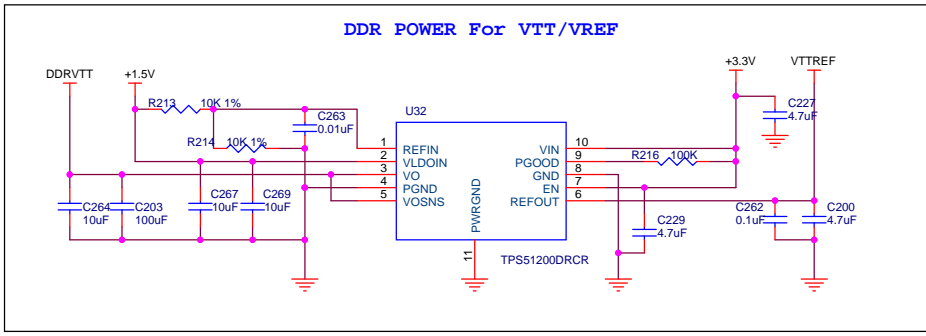 DDR POWER For VTT/VREF
DDRVTT
+1.5V
+3.3V
VTTREF
R213
10K 1%
C263
0.01uF
U32
C227
4.7uF
R214
10K 1%
1
REFIN
VIN
10
2
VLDOIN
PGOOD
9
R216
100K
3
VO
GND
8
4
PGND
EN
7
5
VOSNS
REFOUT
6
PWRGND
11
C264
10uF
C203
100uF
C267
10uF
C269
10uF
C229
4.7uF
C262
0.1uF
C200
4.7uF
TPS51200DRCR